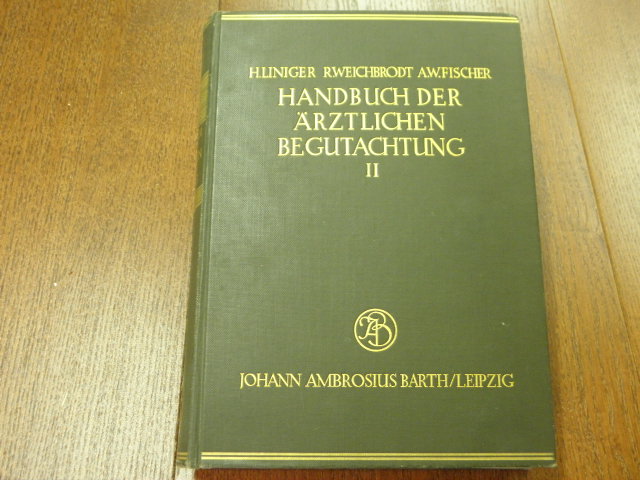 H. LINIGER R. WEICHBRODT A.W. FISCHER
HANDBUCH DER
ÄRZTLICHEN
BEGUTACHTUNG
II
JAB
JOHANN AMBROSIUS BARTH/LEIPZIG